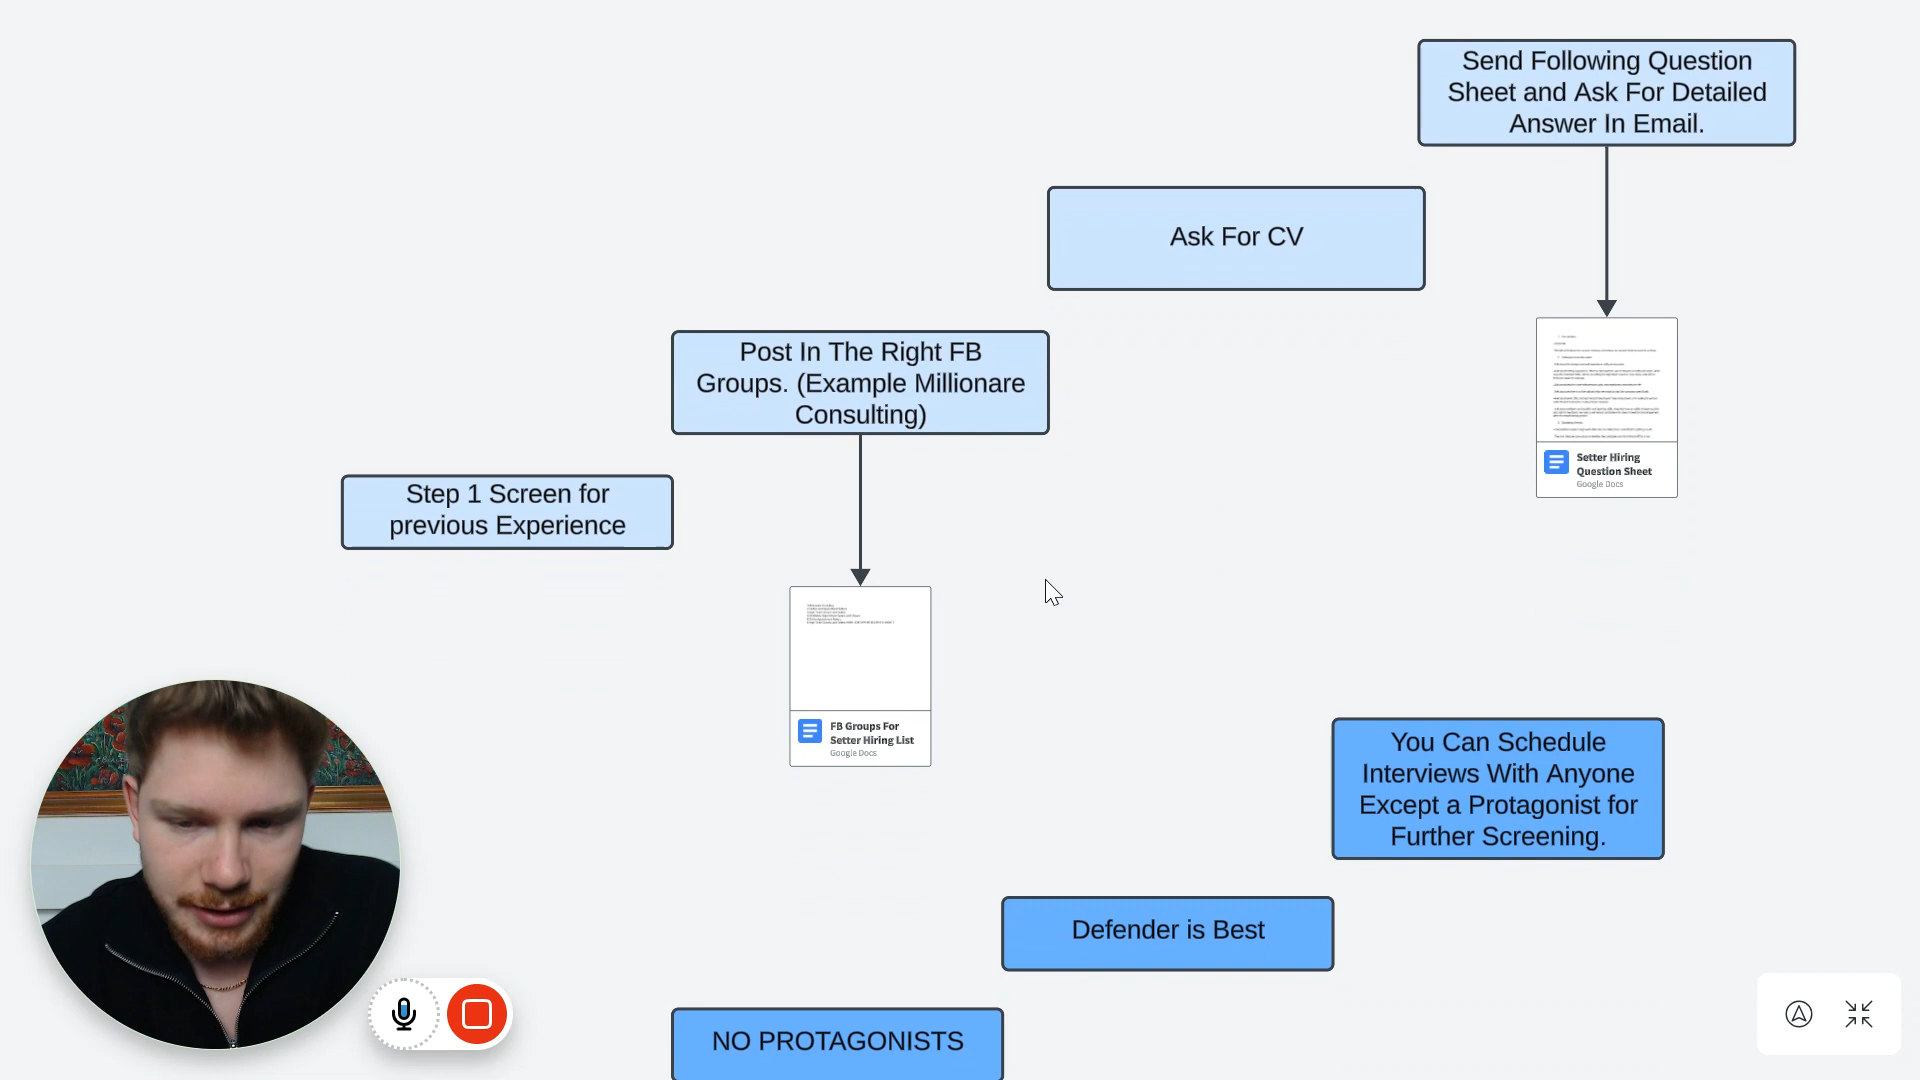 Send Following Question
Sheet and Ask For Detailed
Answer In Email.
Ask For CV
Post In The Right FB
Groups. (Example Millionare
Consulting)
Step 1 Screen for
previous Experience
Setter Hiring
Question Sheet
Google Docs
FB Groups For
Setter Hiring List
Google Docs
You Can Schedule
Interviews With Anyone
Except a Protagonist for
Further Screening.
Defender is Best
NO PROTAGONISTS